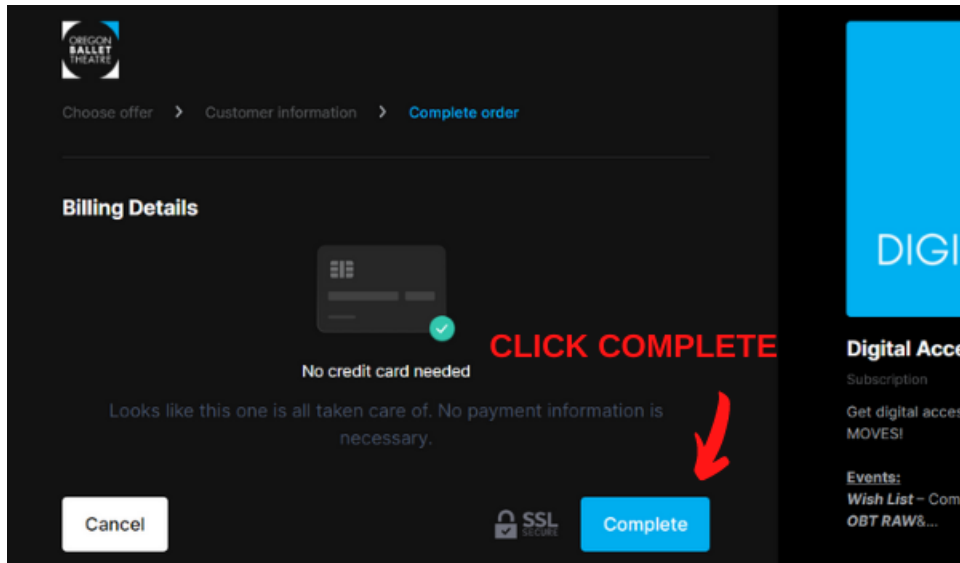 OREGON
BALLET
THEATRE
Choose offer > Customer information > Complete order
Billing Details
No credit card needed
CLICK COMPLETE
Looks like this one is all taken care of. No payment information is
necessary.
Cancel
SSL
SECURE
Complete
DIGI
Digital Acce
Subscription
Get digital acces
MOVES!
Events:
Wish List – Com
OBT RAW&...